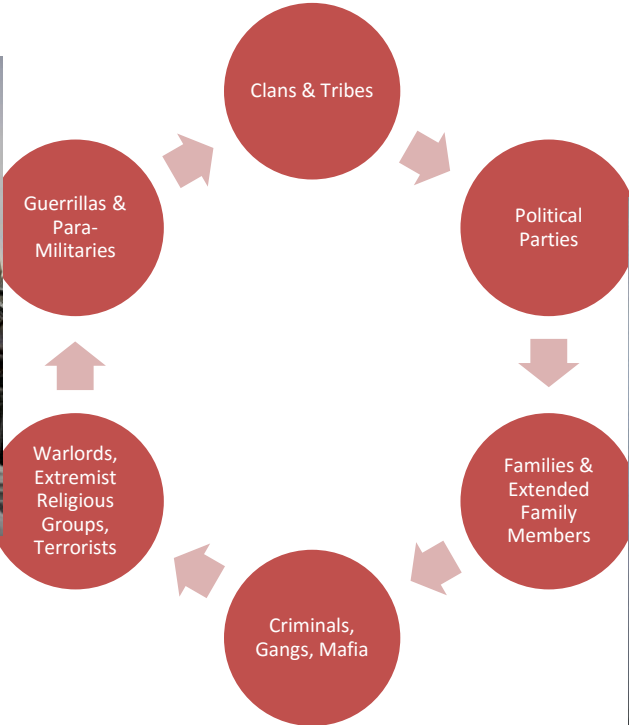 Clans & Tribes
Political
Parties
Families &
Extended
Family
Members
Criminals,
Gangs, Mafia
Warlords,
Extremist
Religious
Groups,
Terrorists
Guerrillas &
Para-
Militaries